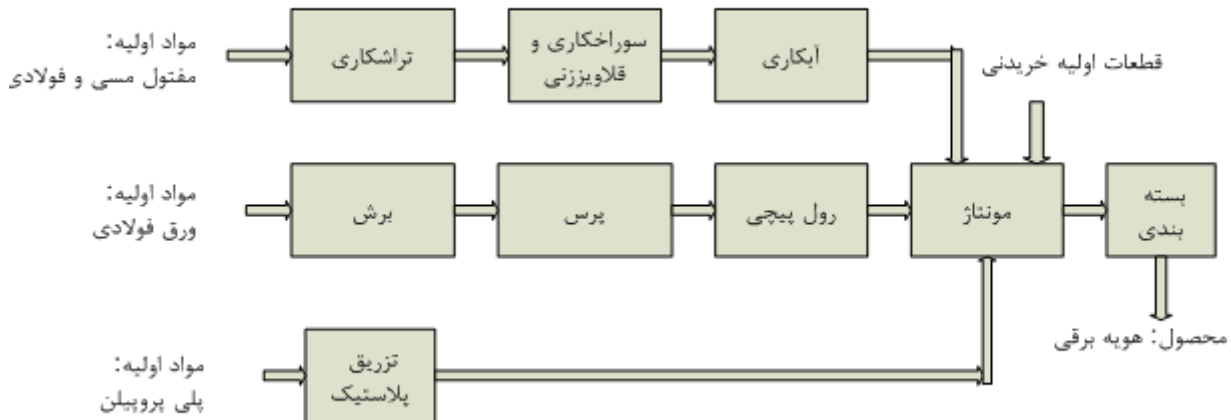 مواد اولیه:
مفتول مسی و فولادی
تراشکاری
سوراخکاری و
قلاویززنی
آبکاری
قطعات اولیه خریدنی
مواد اولیه:
ورق فولادی
برش
پرس
رول پیچی
مونتاژ
بسته
بندی
محصول: هویه برقی
مواد اولیه:
پلی پروپیلن
تزریق
پلاستیک